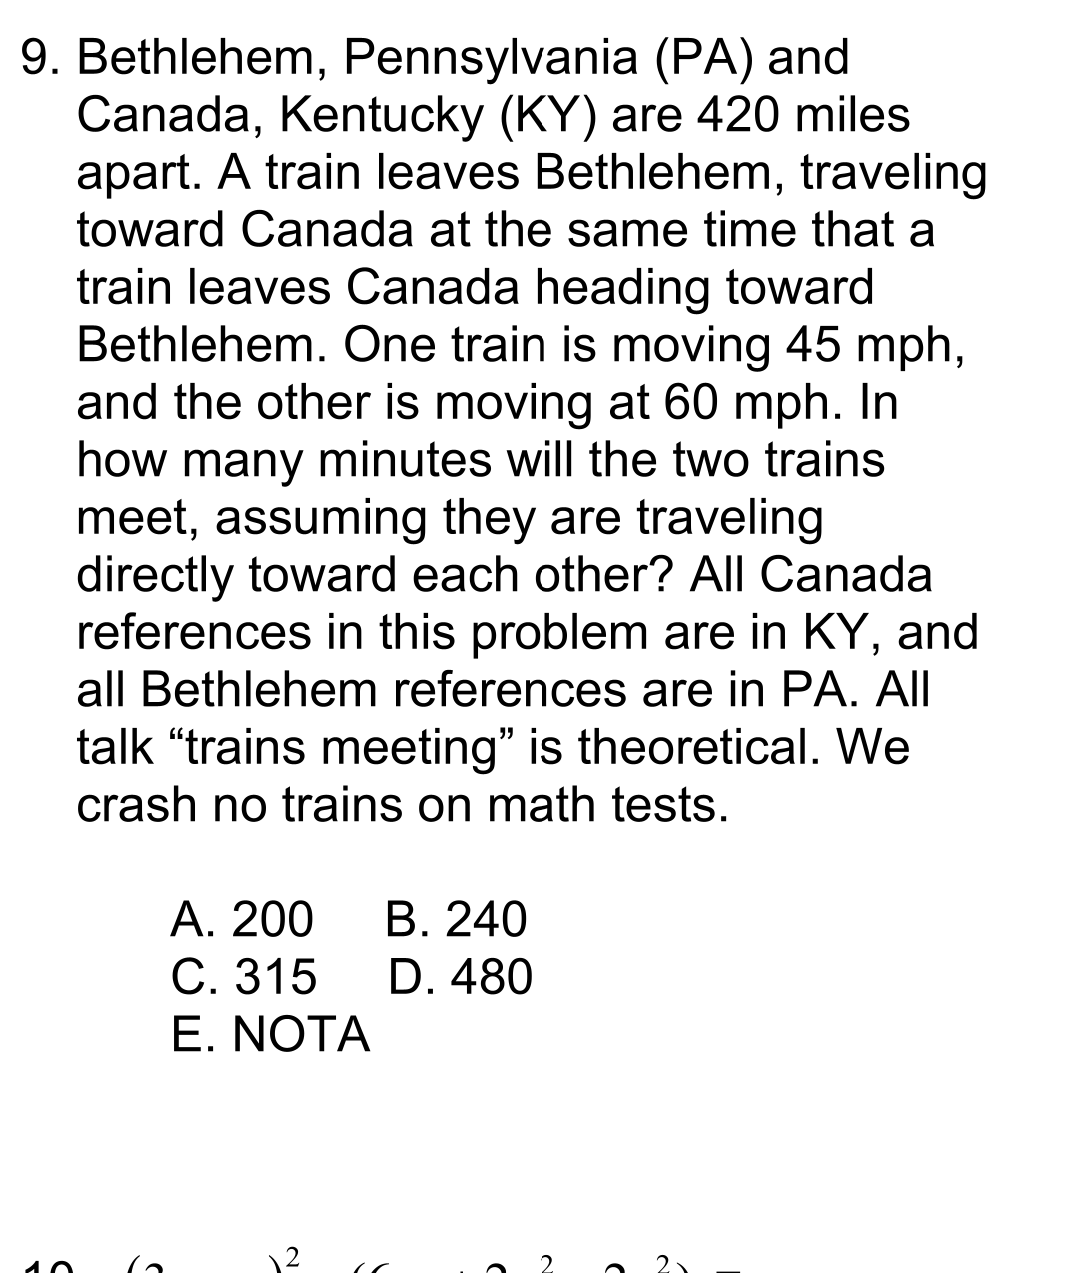 9. Bethlehem, Pennsylvania (PA) and
Canada, Kentucky (KY) are 420 miles
apart. A train leaves Bethlehem, traveling
toward Canada at the same time that a
train leaves Canada heading toward
Bethlehem. One train is moving 45 mph,
and the other is moving at 60 mph. In
how many minutes will the two trains
meet, assuming they are traveling
directly toward each other? All Canada
references in this problem are in KY, and
all Bethlehem references are in PA. All
talk “trains meeting” is theoretical. We
crash no trains on math tests.
A. 200 B. 240
C. 315 D. 480
E. NOTA